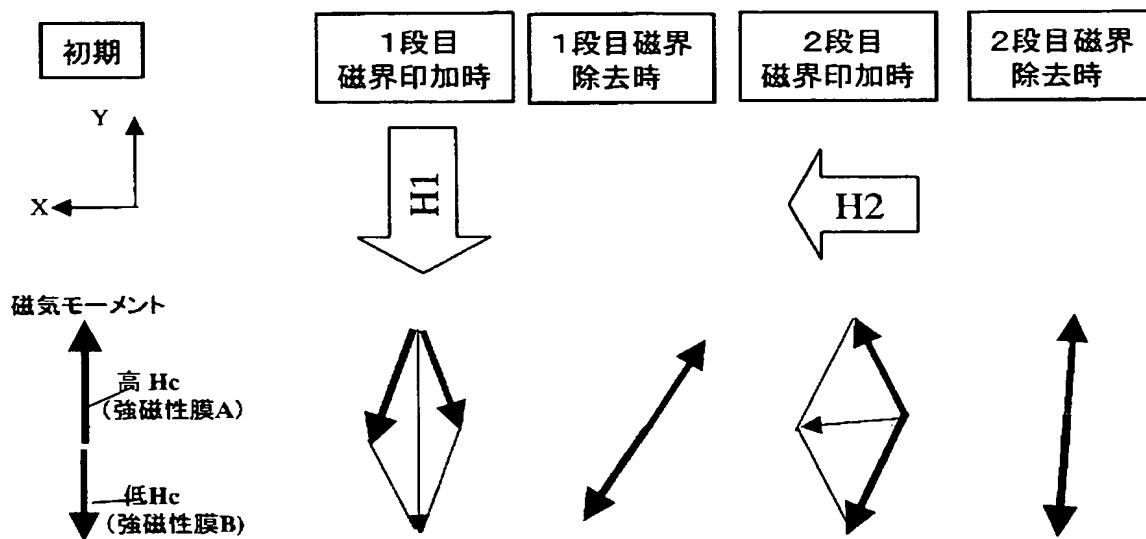 初期
1段目
磁界印加時
1段目磁界
除去時
2段目
磁界印加時
2段目磁界
除去時
Y
X
H1
H2
磁気モーメント
高 Hc
(強磁性膜A)
低Hc
(強磁性膜B)